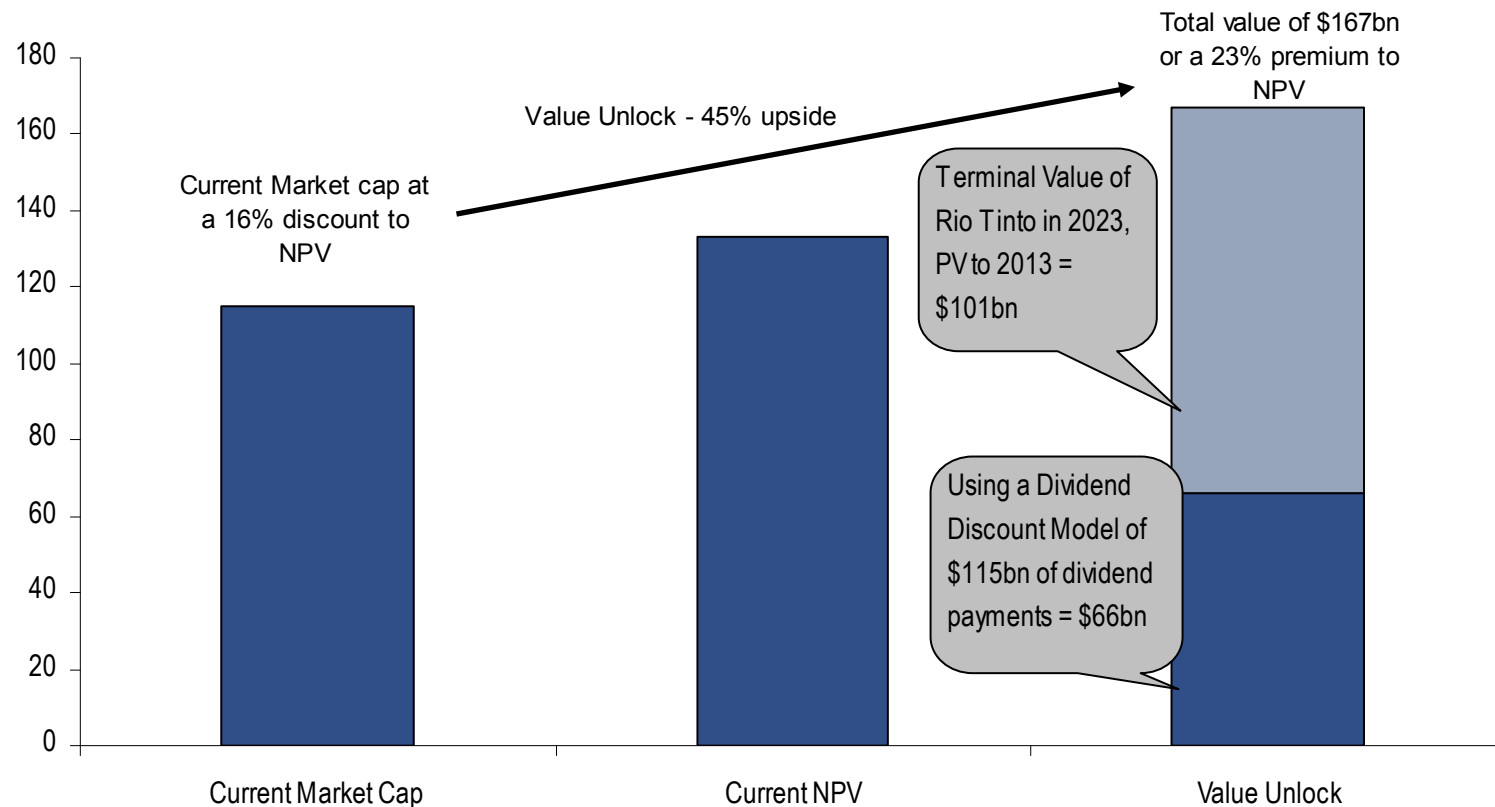 Total value of $167bn
or a 23% premium to
NPV
180
160
140
120
100
80
60
40
20
0
Value Unlock - 45% upside
Current Market cap at
a 16% discount to
NPV
Terminal Value of
Rio Tinto in 2023,
PV to 2013 =
$101bn
Using a Dividend
Discount Model of
$115bn of dividend
payments = $66bn
Current Market Cap
Current NPV
Value Unlock